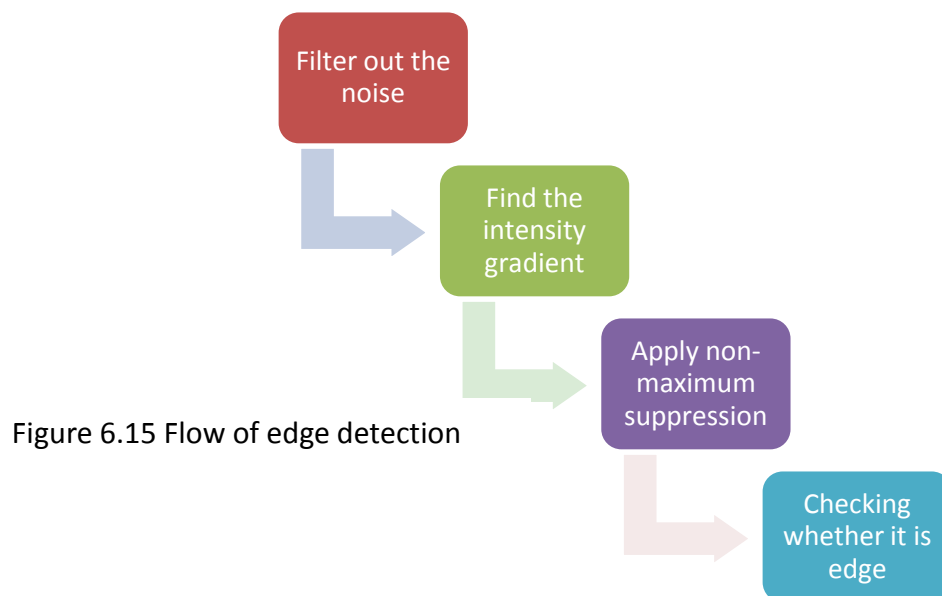 Filter out the
noise
Find the
intensity
gradient
Apply non-
maximum
suppression
Figure 6.15 Flow of edge detection
Checking
whether it is
edge